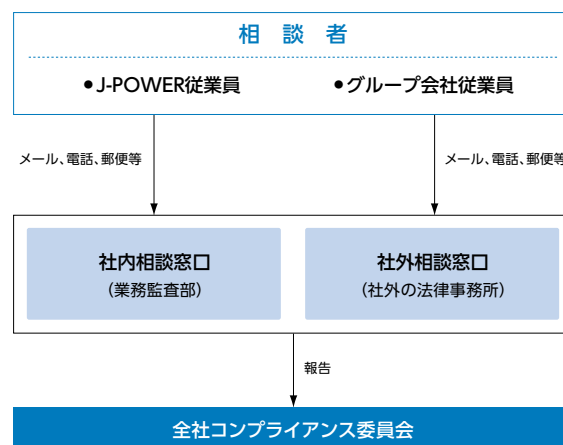 相談者
●J-POWER従業員
●グループ会社従業員
メール、電話、郵便等
メール、電話、郵便等
社内相談窓口
(業務監査部)
社外相談窓口
(社外の法律事務所)
報告
全社コンプライアンス委員会